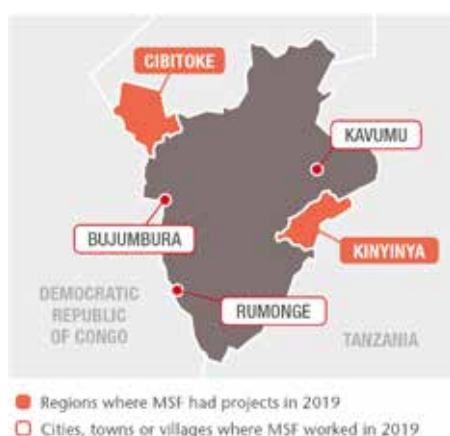 CIBITOKE
KAVUMU
BUJUMBURA
KINYINYA
DEMOCRATIC
REPUBLIC
OF CONGO
RUMONGE
TANZANIA
Regions where MSF had projects in 2019
Cities, towns or villages where MSF worked in 2019